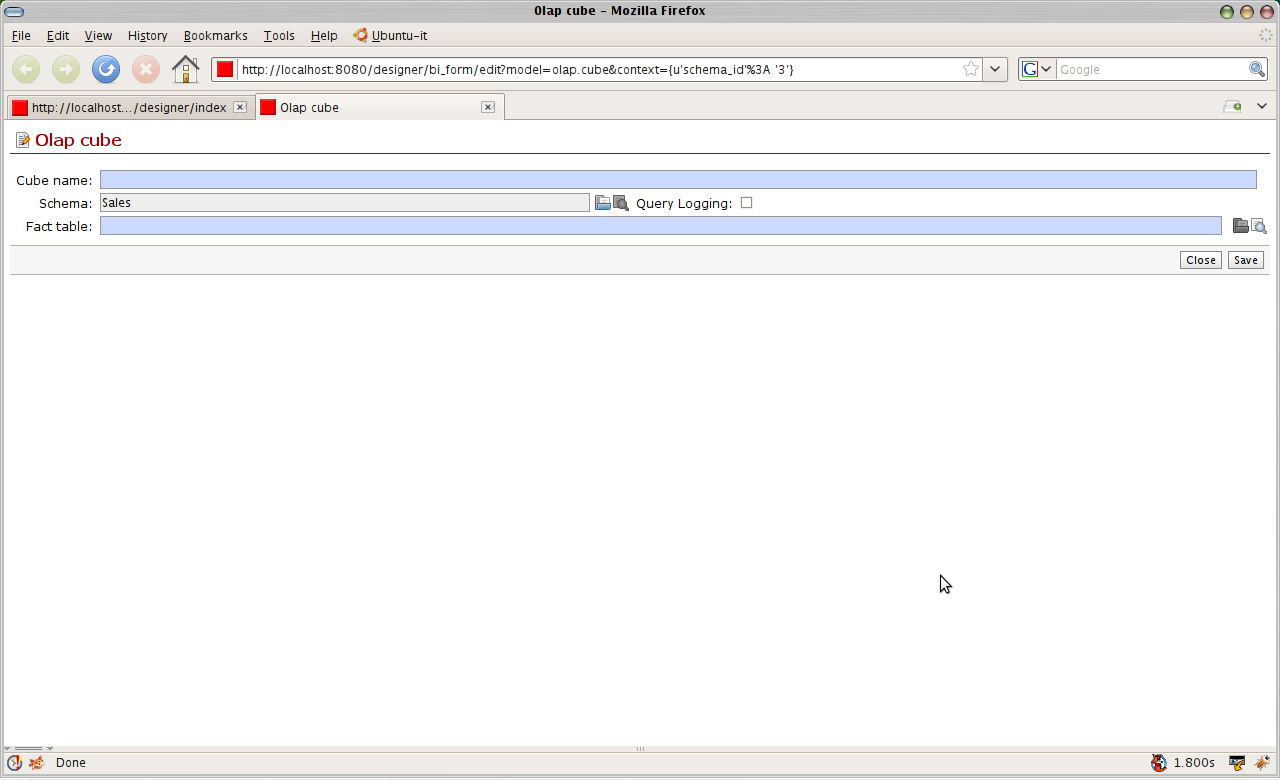 Olap cube - Mozilla Firefox
File Edit View History Bookmarks Tools Help Ubuntu-it
http://localhost:8080/designer/bi_form/edit?model=olap.cube&context={u'schema_id'%3A '3'} G Google
http://localhost.../designer/index Olap cube
Olap cube
Cube name:
Schema: Sales Query Logging:
Fact table:
Close Save
Done 1.800s